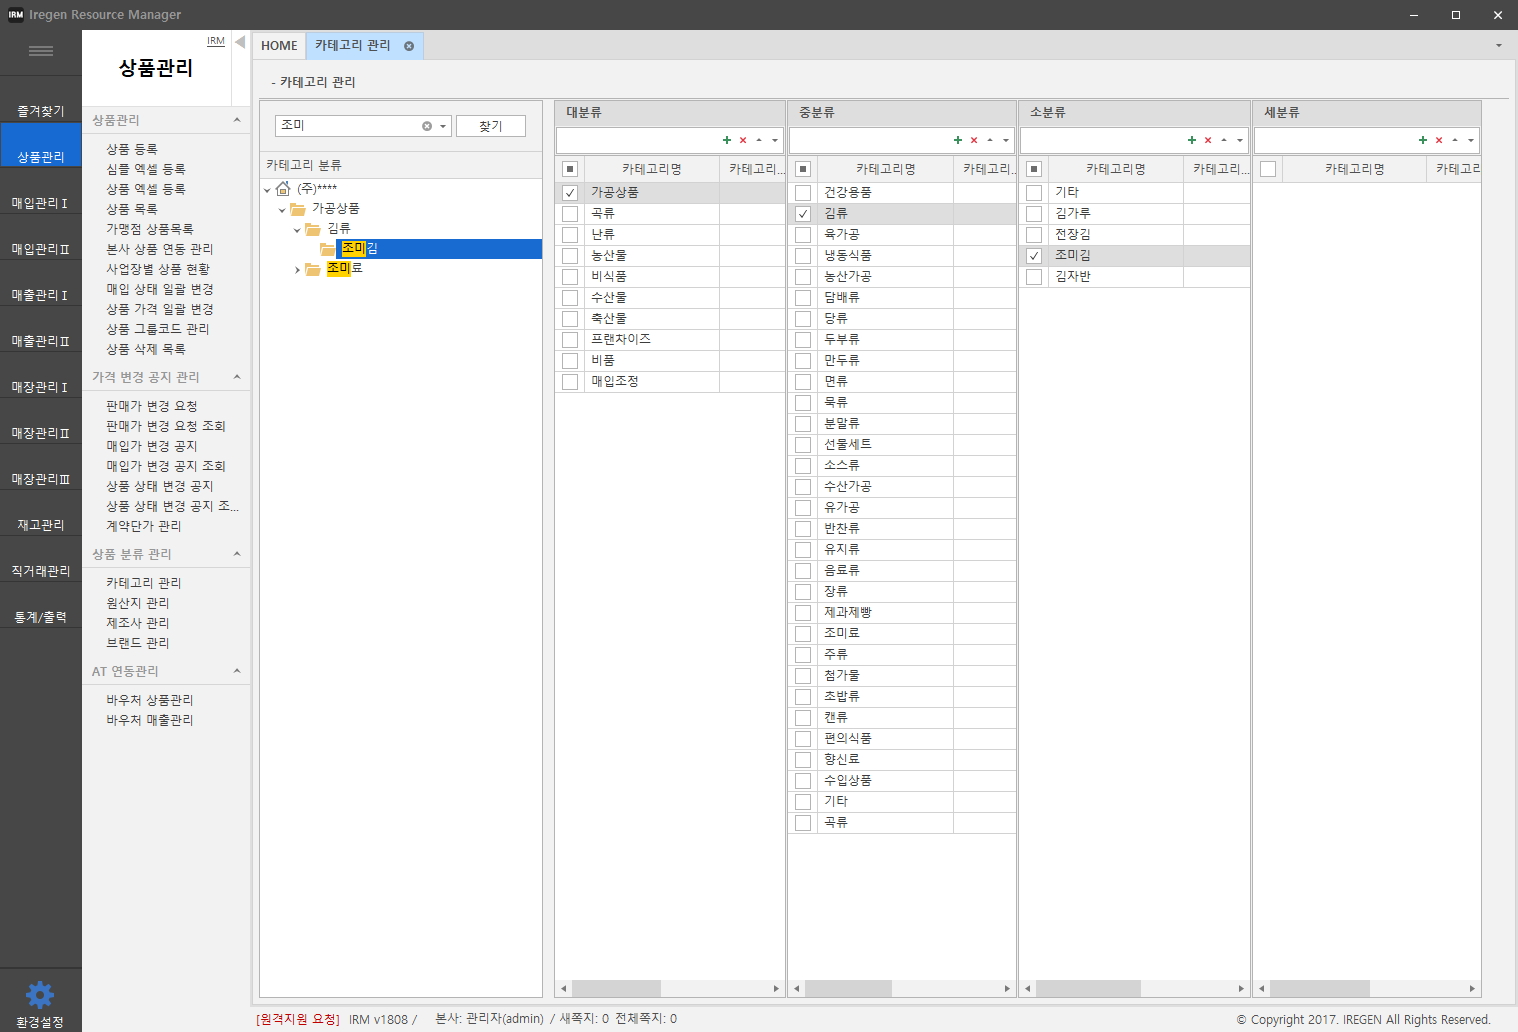 IRM Iregen Resource Manager
즐겨찾기
상품관리
매입관리Ⅰ
매입관리Ⅱ
매출관리Ⅰ
매출관리Ⅱ
매장관리Ⅰ
매장관리Ⅱ
매장관리Ⅲ
재고관리
직거래관리
통계/출력
환경설정
IRM
상품관리
상품관리
상품 등록
심플 엑셀 등록
상품 엑셀 등록
상품 목록
가맹점 상품목록
본사 상품 연동 관리
사업장별 상품 현황
매입 상태 일괄 변경
상품 가격 일괄 변경
상품 그룹코드 관리
상품 삭제 목록
가격 변경 공지 관리
판매가 변경 요청
판매가 변경 요청 조회
매입가 변경 공지
매입가 변경 공지 조회
상품 상태 변경 공지
상품 상태 변경 공지 조...
계약단가 관리
상품 분류 관리
카테고리 관리
원산지 관리
제조사 관리
브랜드 관리
AT 연동관리
바우처 상품관리
바우처 매출관리
HOME 카테고리 관리
- 카테고리 관리
조미 찾기
카테고리 분류
(주)****
가공상품
김류
조미김
조미료
대분류
카테고리명 카테고리...
가공상품
곡류
난류
농산물
비식품
수산물
축산물
프랜차이즈
비품
매입조정
중분류
카테고리명 카테고리...
건강용품
김류
육가공
냉동식품
농산가공
담배류
당류
두부류
만두류
면류
묵류
분말류
선물세트
소스류
수산가공
유가공
반찬류
유지류
음료류
장류
제과제빵
조미료
주류
첨가물
초밥류
캔류
편의식품
향신료
수입상품
기타
곡류
소분류
카테고리명 카테고리...
기타
김가루
전장김
조미김
김자반
세분류
카테고리명 카테고리
[원격지원 요청] IRM v1808 / 본사: 관리자(admin) / 새쪽지: 0 전체쪽지: 0
© Copyright 2017. IREGEN All Rights Reserved.